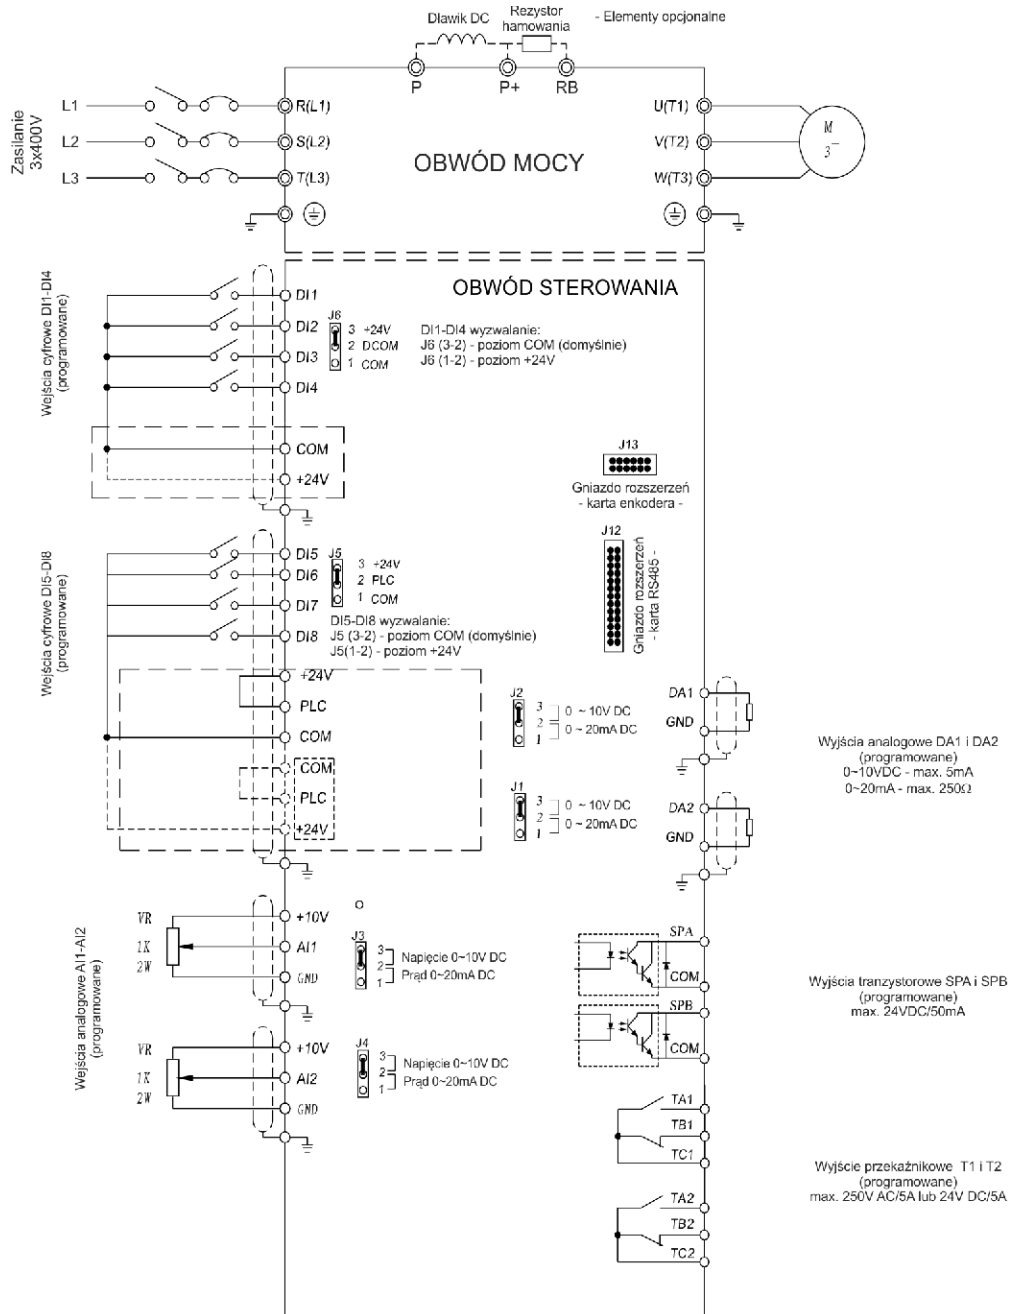 Dławik DC
Rezystor
hamowania
- Elementy opcjonalne
P
P+
RB
Zasilanie
3x400V
L1
L2
L3
R(L1)
S(L2)
T(L3)
OBWÓD MOCY
U(T1)
V(T2)
W(T3)
M
3~
OBWÓD STEROWANIA
Wejścia cyfrowe DI1-DI4
(programowane)
DI1
DI2
DI3
DI4
COM
+24V
J6
3 +24V
2 DCOM
1 COM
DI1-DI4 wyzwalanie:
J6 (3-2) - poziom COM (domyślnie)
J6 (1-2) - poziom +24V
J13
Gniazdo rozszerzeń
- karta enkodera -
J12
Gniazdo rozszerzeń
- karta RS485 -
Wejścia cyfrowe DI5-DI8
(programowane)
DI5
DI6
DI7
DI8
J5
3 +24V
2 PLC
1 COM
DI5-DI8 wyzwalanie:
J5 (3-2) - poziom COM (domyślnie)
J5(1-2) - poziom +24V
+24V
PLC
COM
COM
PLC
+24V
J2
3
2
1
0 ~ 10V DC
0 ~ 20mA DC
J1
3
2
1
0 ~ 10V DC
0 ~ 20mA DC
DA1
GND
DA2
GND
Wyjścia analogowe DA1 i DA2
(programowane)
0~10VDC - max. 5mA
0~20mA - max. 250Ω
Wejścia analogowe AI1-AI2
(programowane)
VR
1K
2W
+10V
AI1
GND
J3
3
2
1
Napięcie 0~10V DC
Prąd 0~20mA DC
VR
1K
2W
+10V
AI2
GND
J4
3
2
1
Napięcie 0~10V DC
Prąd 0~20mA DC
SPA
COM
SPB
COM
Wyjścia tranzystorowe SPA i SPB
(programowane)
max. 24VDC/50mA
TA1
TB1
TC1
TA2
TB2
TC2
Wyjście przekaźnikowe T1 i T2
(programowane)
max. 250V AC/5A lub 24V DC/5A